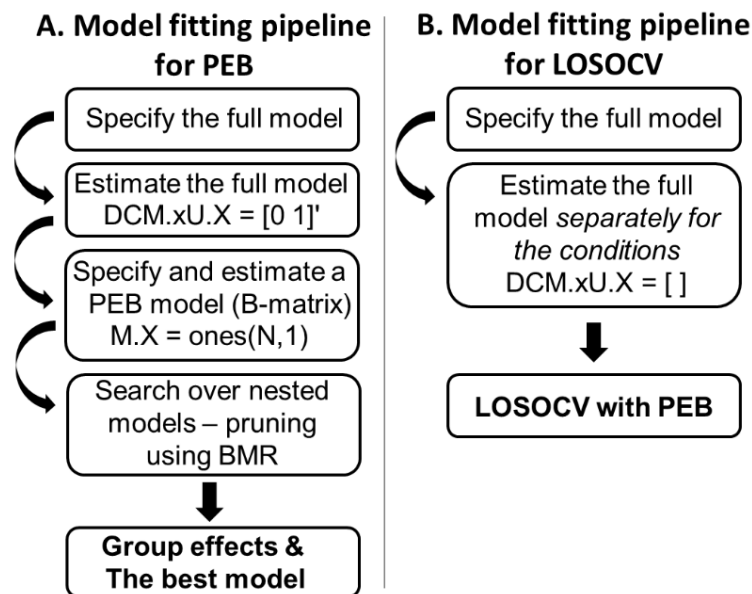 A. Model fitting pipeline
for PEB
Specify the full model
Estimate the full model
DCM.xU.X = [0 1]'
Specify and estimate a
PEB model (B-matrix)
M.X = ones(N,1)
Search over nested
models – pruning
using BMR
Group effects &
The best model
B. Model fitting pipeline
for LOSOCV
Specify the full model
Estimate the full
model separately for
the conditions
DCM.xU.X = [ ]
LOSOCV with PEB